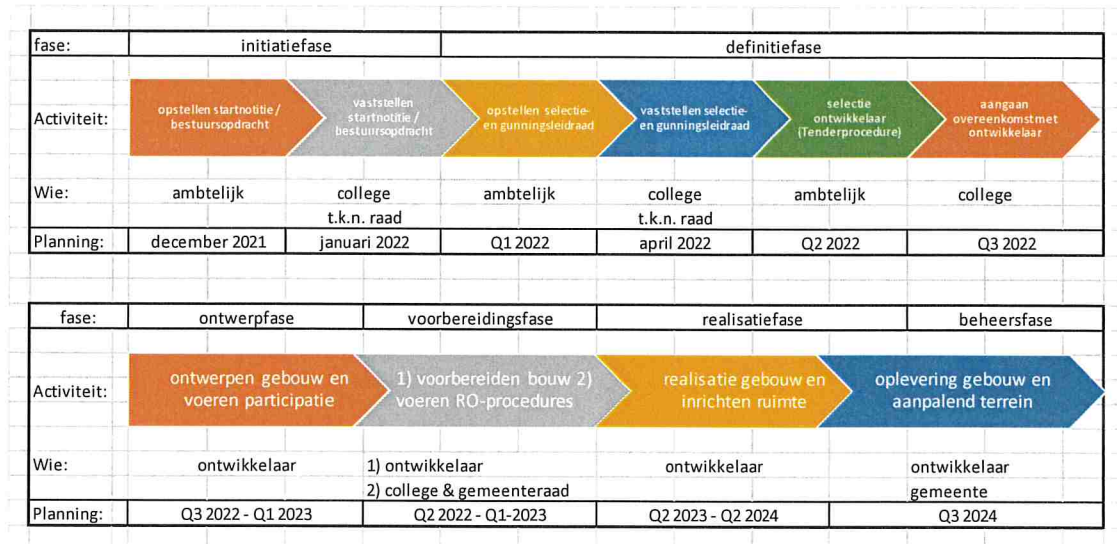 fase: initiatiefase definitiefase
Activiteit:
opstellen startnotitie /
bestuursopdracht
vaststellen
startnotitie /
bestuursopdracht
opstellen selectie-
en gunningsleidraad
vaststellen selectie-
en gunningsleidraad
selectie
ontwikkelaar
(Tenderprocedure)
aangaan
overeenkomstmet
ontwikkelaar
Wie: ambtelijk college ambtelijk college ambtelijk college
t.k.n. raad t.k.n. raad
Planning: december 2021 januari 2022 Q1 2022 april 2022 Q2 2022 Q3 2022
fase: ontwerpfase voorbereidingsfase realisatiefase beheersfase
Activiteit:
ontwerpen gebouw en
voeren participatie
1) voorbereiden bouw 2)
voeren RO-procedures
realisatie gebouw en
inrichten ruimte
oplevering gebouw en
aanpalend terrein
Wie: ontwikkelaar 1) ontwikkelaar ontwikkelaar ontwikkelaar
2) college & gemeenteraad gemeente
Planning: Q3 2022 - Q1 2023 Q2 2022 - Q1-2023 Q2 2023 - Q2 2024 Q3 2024